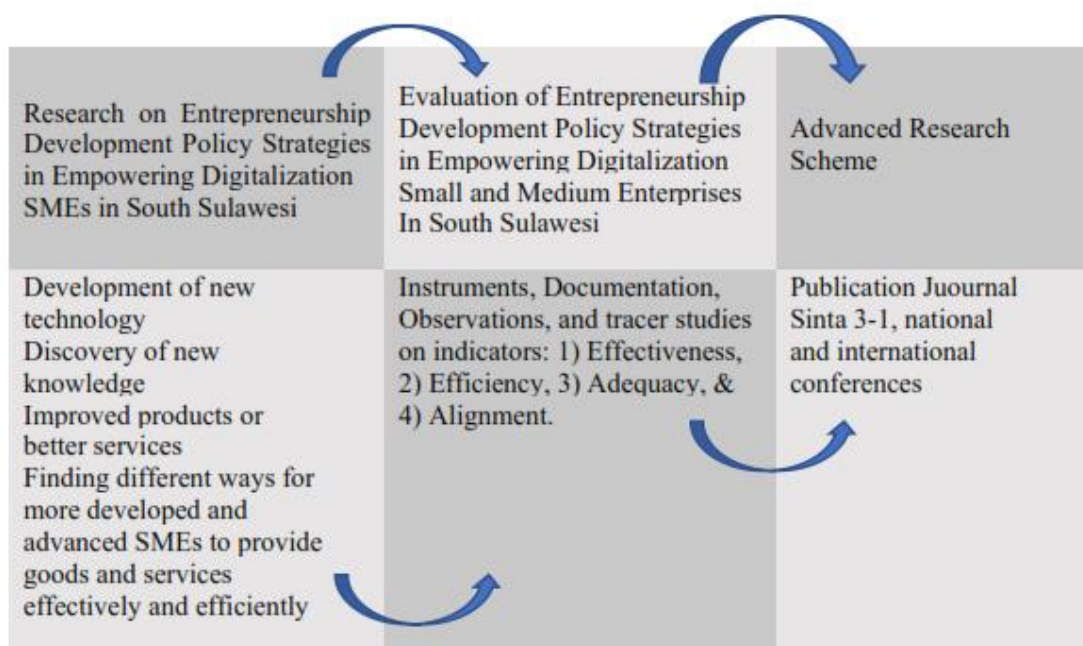 Research on Entrepreneurship
Development Policy Strategies
in Empowering Digitalization
SMEs in South Sulawesi
Evaluation of Entrepreneurship
Development Policy Strategies
in Empowering Digitalization
Small and Medium Enterprises
In South Sulawesi
Advanced Research
Scheme
Development of new
technology
Discovery of new
knowledge
Improved products or
better services
Finding different ways for
more developed and
advanced SMEs to provide
goods and services
effectively and efficiently
Instruments, Documentation,
Observations, and tracer studies
on indicators: 1) Effectiveness,
2) Efficiency, 3) Adequacy, &
4) Alignment.
Publication Juournal
Sinta 3-1, national
and international
conferences